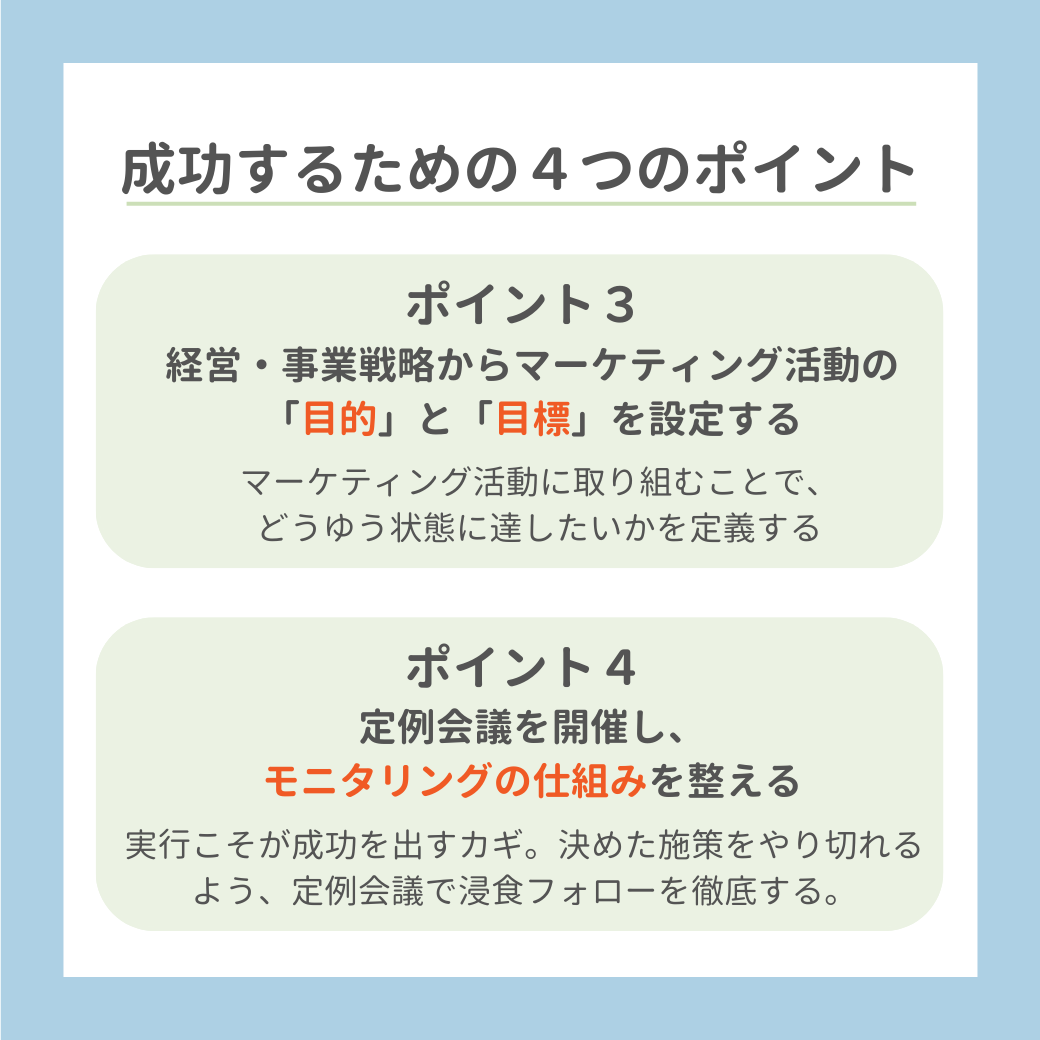 成功するための４つのポイント
ポイント３
経営・事業戦略からマーケティング活動の
「目的」と「目標」を設定する
マーケティング活動に取り組むことで、
どうゆう状態に達したいかを定義する
ポイント４
定例会議を開催し、
モニタリングの仕組みを整える
実行こそが成功を出すカギ。決めた施策をやり切れる
よう、定例会議で浸食フォローを徹底する。